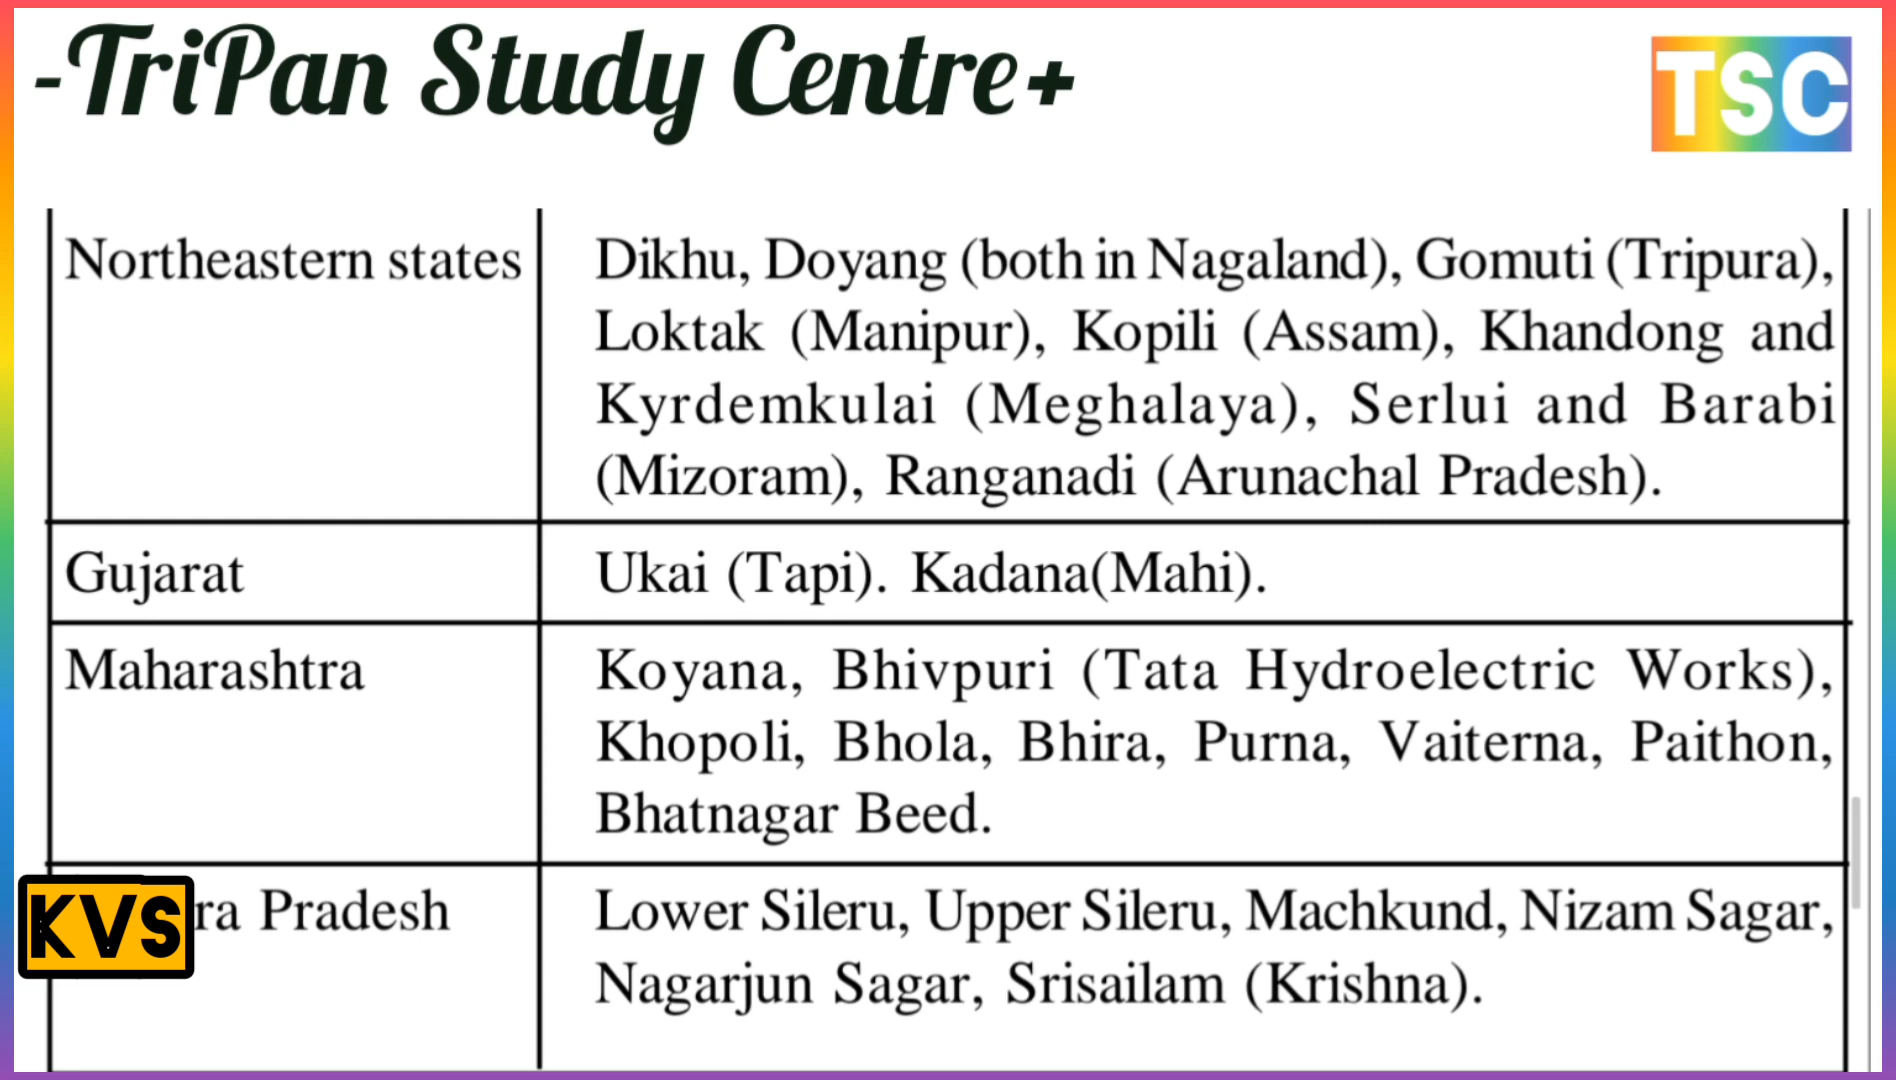 -TriPan Study Centre+
TSC
Northeastern states
Dikhu, Doyang (both in Nagaland), Gomuti (Tripura),
Loktak (Manipur), Kopili (Assam), Khandong and
Kyrdemkulai (Meghalaya), Serlui and Barabi
(Mizoram), Ranganadi (Arunachal Pradesh).
Gujarat
Ukai (Tapi). Kadana(Mahi).
Maharashtra
Koyana, Bhivpuri (Tata Hydroelectric Works),
Khopoli, Bhola, Bhira, Purna, Vaiterna, Paithon,
Bhatnagar Beed.
KVS
ra Pradesh
Lower Sileru, Upper Sileru, Machkund, Nizam Sagar,
Nagarjun Sagar, Srisailam (Krishna).